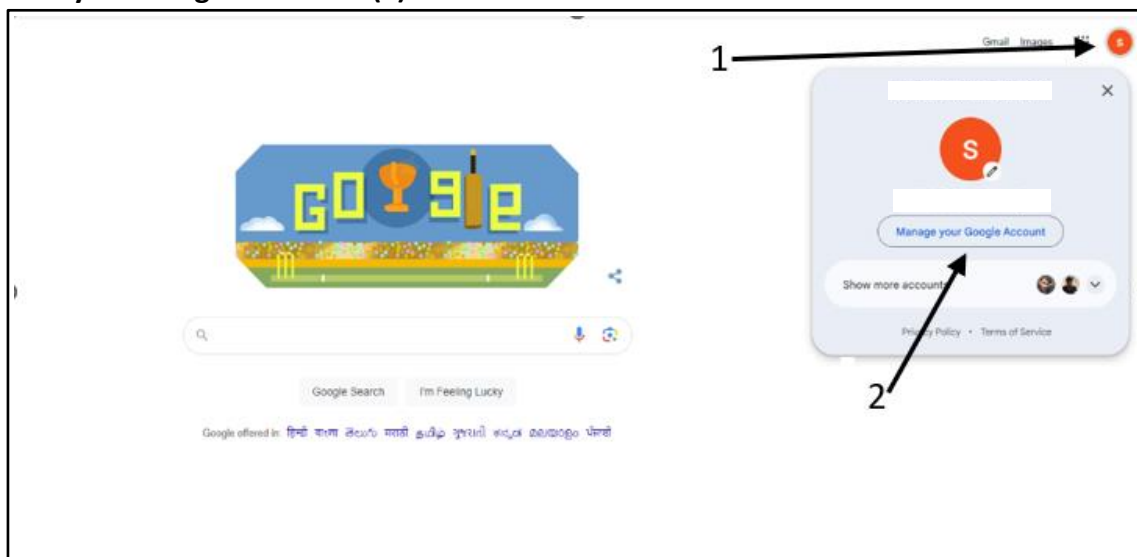 1
Gmail Images
S
S
Manage your Google Account
Show more accounts
Privacy Policy • Terms of Service
2
GOOGLE
Google Search I'm Feeling Lucky
Google offered in: हिन्दी বাংলা తెలుగు मराठी தமிழ் ગુજરાતી ಕನ್ನಡ മലയാളം ਪੰਜਾਬੀ